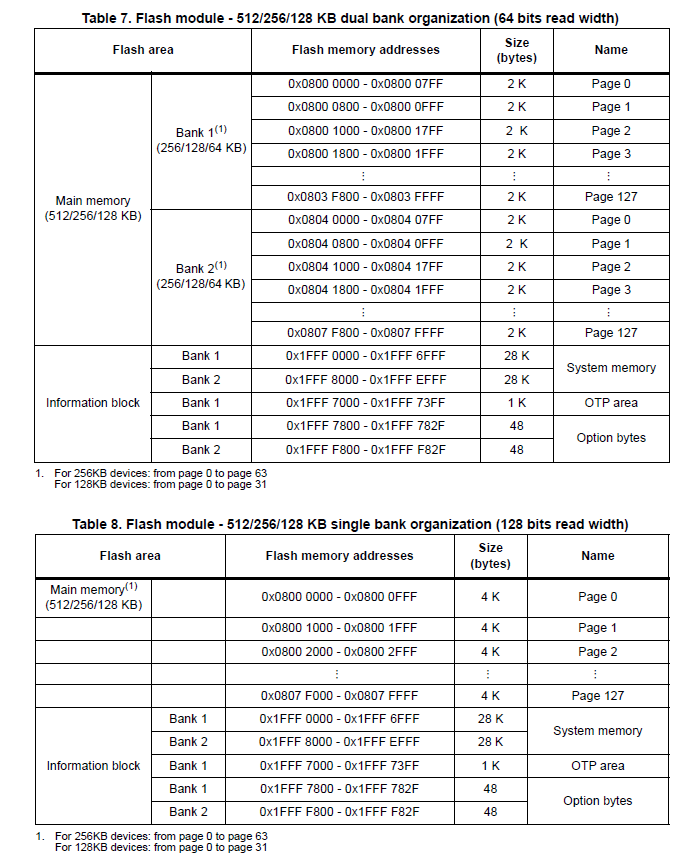 Table 7. Flash module - 512/256/128 KB dual bank organization (64 bits read width)
Flash area Flash memory addresses Size (bytes) Name
Main memory (512/256/128 KB) Bank 1(1) (256/128/64 KB) 0x0800 0000 - 0x0800 07FF 2 K Page 0
0x0800 0800 - 0x0800 0FFF 2 K Page 1
0x0800 1000 - 0x0800 17FF 2 K Page 2
0x0800 1800 - 0x0800 1FFF 2 K Page 3
⋮ ⋮ ⋮
0x0803 F800 - 0x0803 FFFF 2 K Page 127
Bank 2(1) (256/128/64 KB) 0x0804 0000 - 0x0804 07FF 2 K Page 0
0x0804 0800 - 0x0804 0FFF 2 K Page 1
0x0804 1000 - 0x0804 17FF 2 K Page 2
0x0804 1800 - 0x0804 1FFF 2 K Page 3
⋮ ⋮ ⋮
0x0807 F800 - 0x0807 FFFF 2 K Page 127
Information block Bank 1 0x1FFF 0000 - 0x1FFF 6FFF 28 K System memory
Bank 2 0x1FFF 8000 - 0x1FFF EFFF 28 K
Bank 1 0x1FFF 7000 - 0x1FFF 73FF 1 K OTP area
Bank 1 0x1FFF 7800 - 0x1FFF 782F 48 Option bytes
Bank 2 0x1FFF F800 - 0x1FFF F82F 48
1. For 256KB devices: from page 0 to page 63
For 128KB devices: from page 0 to page 31
Table 8. Flash module - 512/256/128 KB single bank organization (128 bits read width)
Flash area Flash memory addresses Size (bytes) Name
Main memory(1) (512/256/128 KB) 0x0800 0000 - 0x0800 0FFF 4 K Page 0
0x0800 1000 - 0x0800 1FFF 4 K Page 1
0x0800 2000 - 0x0800 2FFF 4 K Page 2
⋮ ⋮ ⋮
0x0807 F000 - 0x0807 FFFF 4 K Page 127
Information block Bank 1 0x1FFF 0000 - 0x1FFF 6FFF 28 K System memory
Bank 2 0x1FFF 8000 - 0x1FFF EFFF 28 K
Bank 1 0x1FFF 7000 - 0x1FFF 73FF 1 K OTP area
Bank 1 0x1FFF 7800 - 0x1FFF 782F 48 Option bytes
Bank 2 0x1FFF F800 - 0x1FFF F82F 48
1. For 256KB devices: from page 0 to page 63
For 128KB devices: from page 0 to page 31